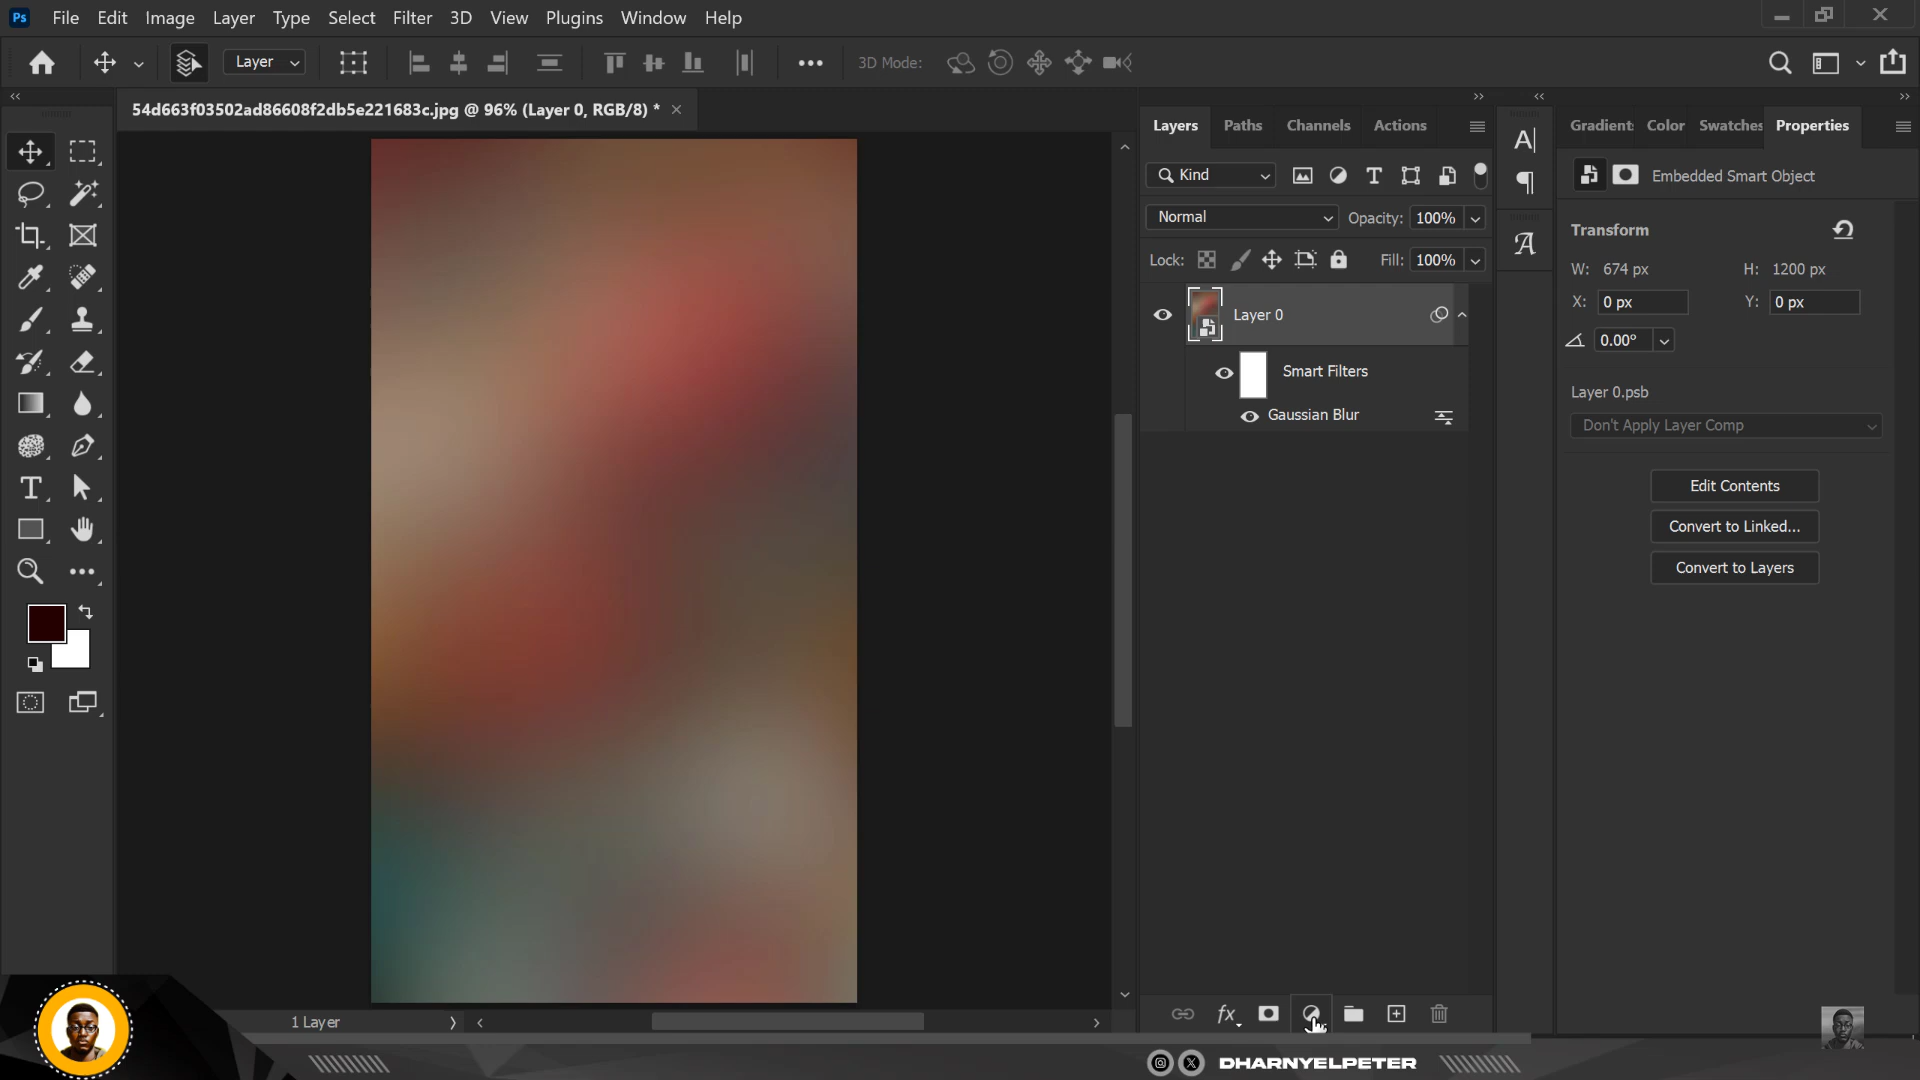 Ps File Edit Image Layer Type Select Filter 3D View Plugins Window Help
Layer 3D Mode:
54d663f03502ad86608f2db5e221683c.jpg @ 96% (Layer 0, RGB/8) *
Layers Paths Channels Actions
Gradient Color Swatches Properties
Kind
Embedded Smart Object
Normal Opacity: 100%
Transform
Lock: Fill: 100%
W: 674 px H: 1200 px
X: 0 px Y: 0 px
Layer 0
0.00°
Smart Filters
Layer 0.psb
Gaussian Blur
Don't Apply Layer Comp
Edit Contents
Convert to Linked...
Convert to Layers
1 Layer
fx
DHARNYELPETER